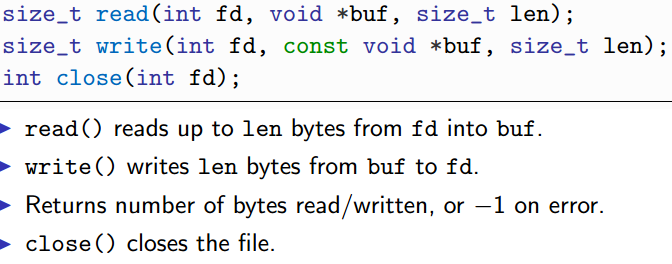 size_t read(int fd, void *buf, size_t len);
size_t write(int fd, const void *buf, size_t len);
int close(int fd);
▶ read() reads up to len bytes from fd into buf.
▶ write() writes len bytes from buf to fd.
▶ Returns number of bytes read/written, or −1 on error.
▶ close() closes the file.